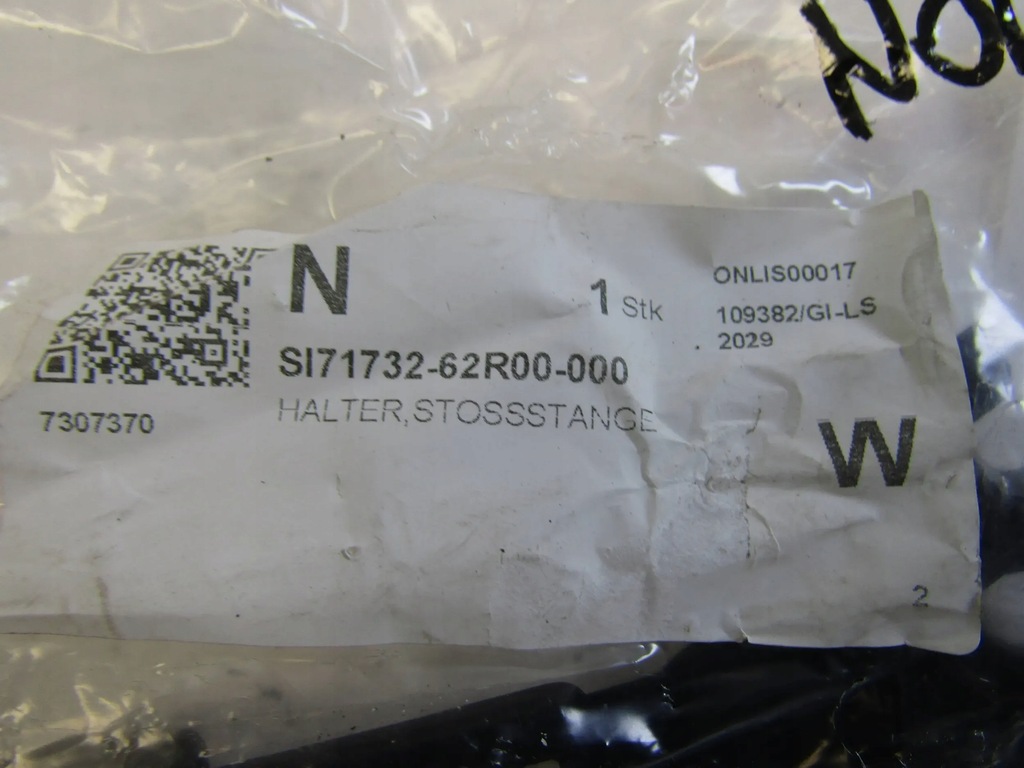 N
1 Stk
ONLIS00017
109382/GI-LS
2029
SI71732-62R00-000
HALTER,STOSSSTANGE
7307370
W
2